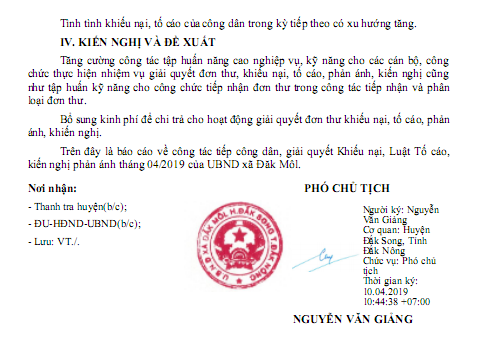 Tình tình khiếu nại, tố cáo của công dân trong kỳ tiếp theo có xu hướng tăng.
IV. KIẾN NGHỊ VÀ ĐỀ XUẤT
Tăng cường công tác tập huấn nâng cao nghiệp vụ, kỹ năng cho các cán bộ, công
chức thực hiện nhiệm vụ giải quyết đơn thư, khiếu nại, tố cáo, phản ánh, kiến nghị cũng
như tập huấn kỹ năng cho công chức tiếp nhận đơn thư trong công tác tiếp nhận và phân
loại đơn thư.
Bổ sung kinh phí để chi trả cho hoạt động giải quyết đơn thư khiếu nại, tố cáo, phản
ánh, khiến nghị.
Trên đây là báo cáo về công tác tiếp công dân, giải quyết Khiếu nại, Luật Tố cáo,
kiến nghị phản ánh tháng 04/2019 của UBND xã Đăk Môl.
Nơi nhận:
- Thanh tra huyện(b/c);
- ĐU-HĐND-UBND(b/c);
- Lưu: VT./.
PHÓ CHỦ TỊCH
U.B.N.D XÃ ĐĂK MÔL H.ĐĂK SONG T.ĐĂK NÔNG
Người ký: Nguyễn
Văn Giảng
Cơ quan: Huyện
Đắk Song, Tỉnh
Đắk Nông
Chức vụ: Phó chủ
tịch
Thời gian ký:
10.04.2019
10:44:38 +07:00
NGUYỄN VĂN GIẢNG